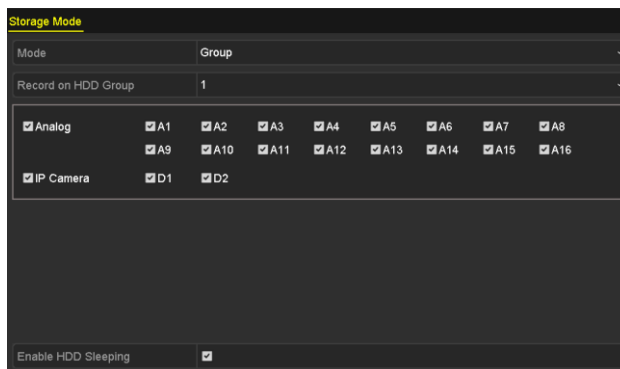 Storage Mode
Mode Group
Record on HDD Group 1
Analog A1 A2 A3 A4 A5 A6 A7 A8
A9 A10 A11 A12 A13 A14 A15 A16
IP Camera D1 D2
Enable HDD Sleeping